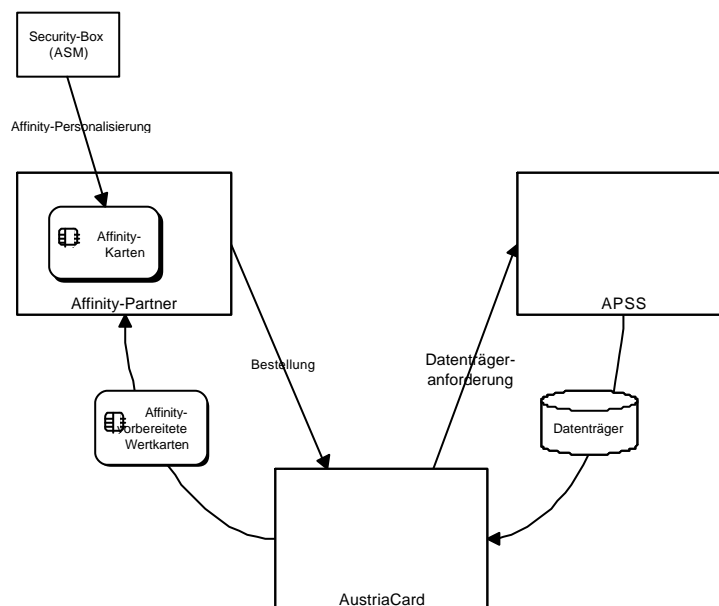 Security-Box
(ASM)
Affinity-Personalisierung
Affinity-
Karten
Affinity-Partner
APSS
Bestellung
Datenträger-
anforderung
Affinity-
vorbereitete
Wertkarten
Datenträger
AustriaCard